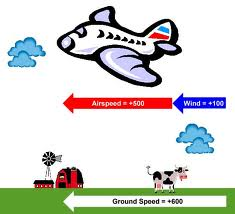 Airspeed = +500
Wind = +100
Ground Speed = +600